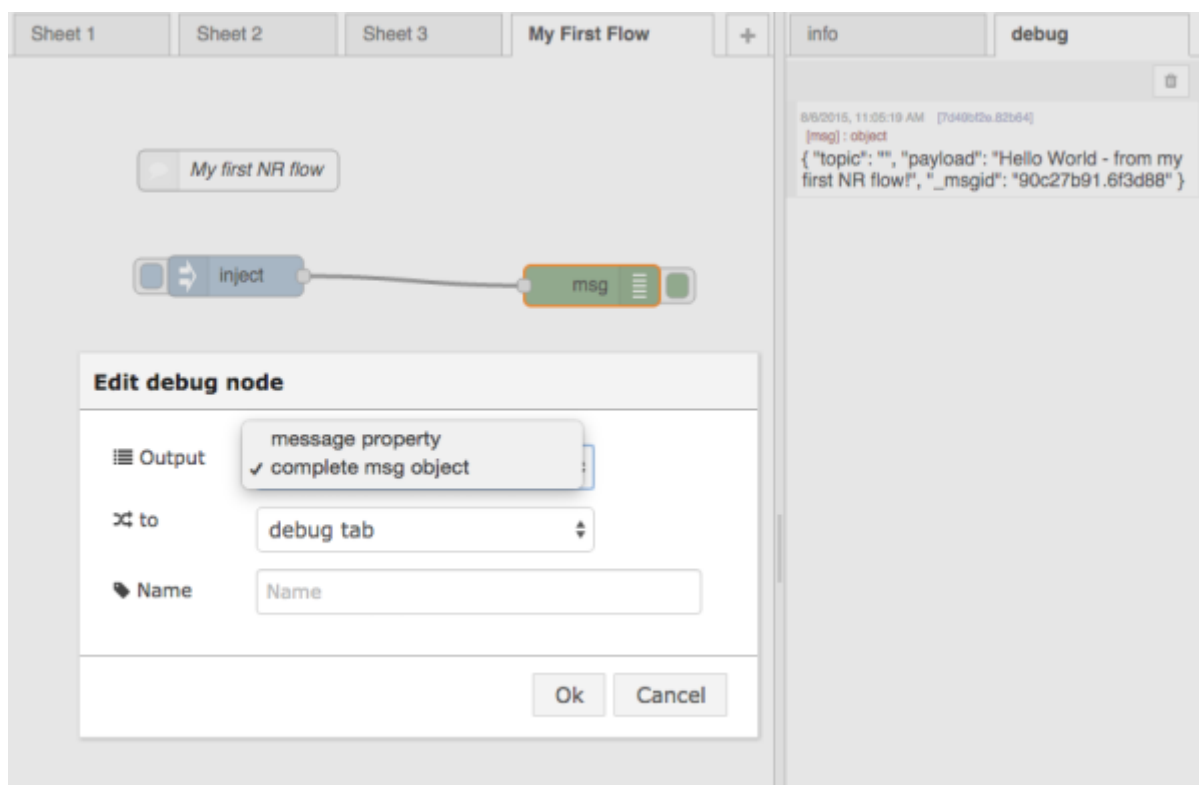 Sheet 1
Sheet 2
Sheet 3
My First Flow
+
info
debug
8/6/2015, 11:05:19 AM [7d49bf2e.82b64]
[msg] : object
{ "topic": "", "payload": "Hello World - from my
first NR flow!", "_msgid": "90c27b91.6f3d88" }
My first NR flow
inject
msg
Edit debug node
Output
message property
✓ complete msg object
to
debug tab
Name
Name
Ok
Cancel